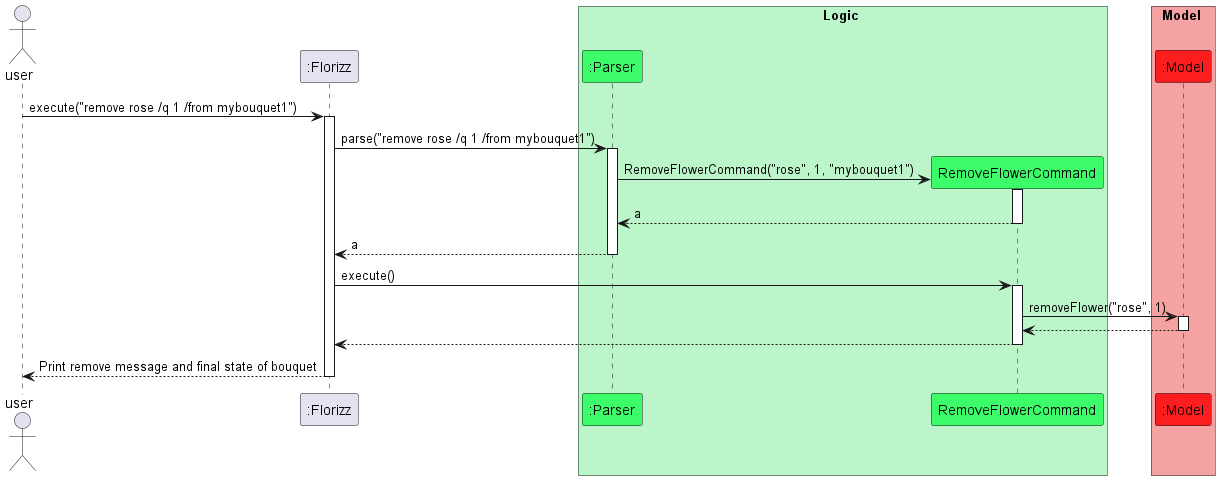 Logic
Model
user
:Florizz
:Parser
:Model
execute("remove rose /q 1 /from mybouquet1")
parse("remove rose /q 1 /from mybouquet1")
RemoveFlowerCommand("rose", 1, "mybouquet1")
RemoveFlowerCommand
a
a
execute()
removeFlower("rose", 1)
Print remove message and final state of bouquet
user
:Florizz
:Parser
RemoveFlowerCommand
:Model